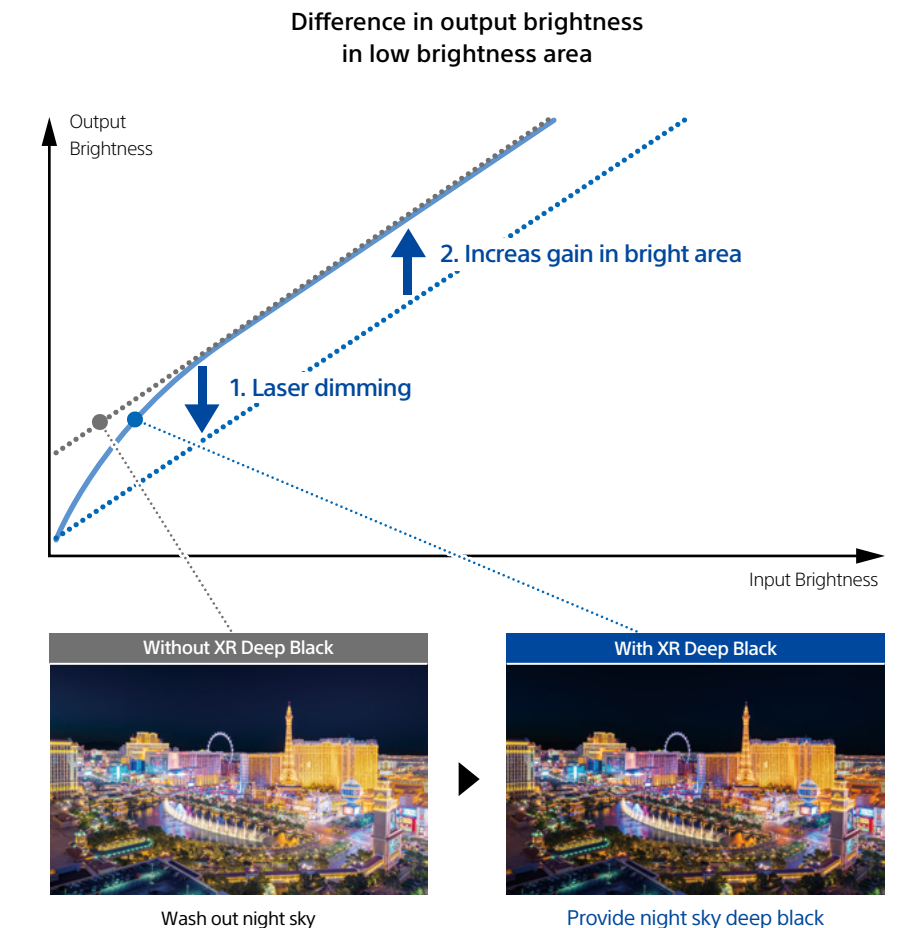 Difference in output brightness
in low brightness area
Output
Brightness
2. Increas gain in bright area
1. Laser dimming
Input Brightness
Without XR Deep Black
With XR Deep Black
Wash out night sky
Provide night sky deep black